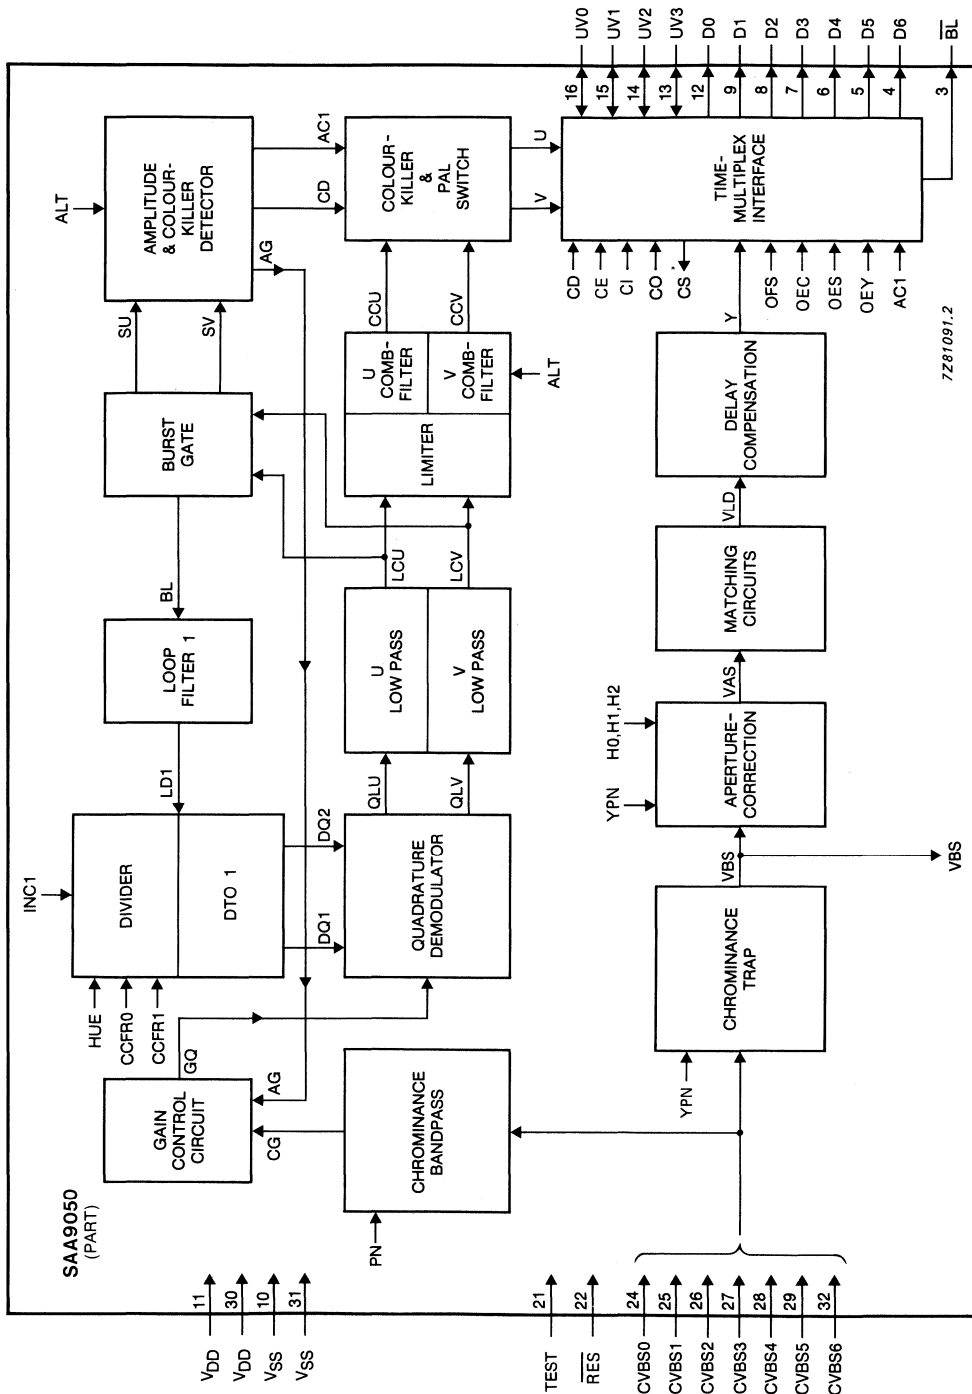 SAA9050
(PART)
VDD 11
VDD 30
VSS 10
VSS 31
TEST 21
RES 22
CVBS0 24
CVBS1 25
CVBS2 26
CVBS3 27
CVBS4 28
CVBS5 29
CVBS6 32
GAIN
CONTROL
CIRCUIT
CG
AG
GQ
PN
CHROMINANCE
BANDPASS
HUE
CCFR0
CCFR1
INC1
DIVIDER
DTO 1
DQ1
DQ2
LD1
LOOP
FILTER 1
BL
BURST
GATE
SU
SV
ALT
AMPLITUDE
& COLOUR-
KILLER
DETECTOR
AG
CD
AC1
QUADRATURE
DEMODULATOR
QLU
QLV
U
LOW PASS
V
LOW PASS
LCU
LCV
LIMITER
U
COMB-
FILTER
V
COMB-
FILTER
ALT
CCU
CCV
COLOUR-
KILLER
&
PAL
SWITCH
V
U
YPN
CHROMINANCE
TRAP
VBS
VBS
YPN
H0,H1,H2
APERTURE-
CORRECTION
VAS
MATCHING
CIRCUITS
VLD
DELAY
COMPENSATION
Y
CD
CE
CI
CO
CS
OFS
OEC
OES
OEY
AC1
TIME-
MULTIPLEX
INTERFACE
16 UV0
15 UV1
14 UV2
13 UV3
12 D0
9 D1
8 D2
7 D3
6 D4
5 D5
4 D6
3 BL
7Z81091.2